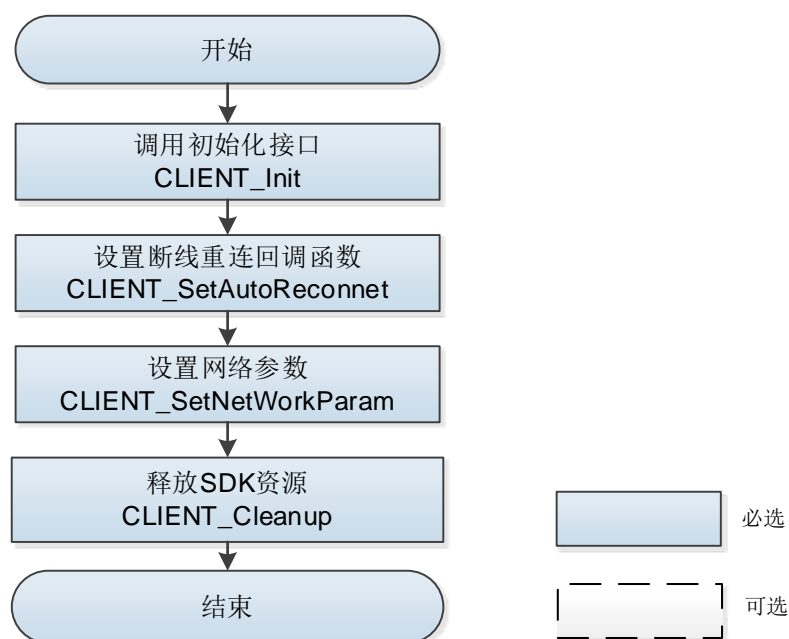 开始
调用初始化接口
CLIENT_Init
设置断线重连回调函数
CLIENT_SetAutoReconnet
设置网络参数
CLIENT_SetNetWorkParam
释放SDK资源
CLIENT_Cleanup
结束
必选
可选